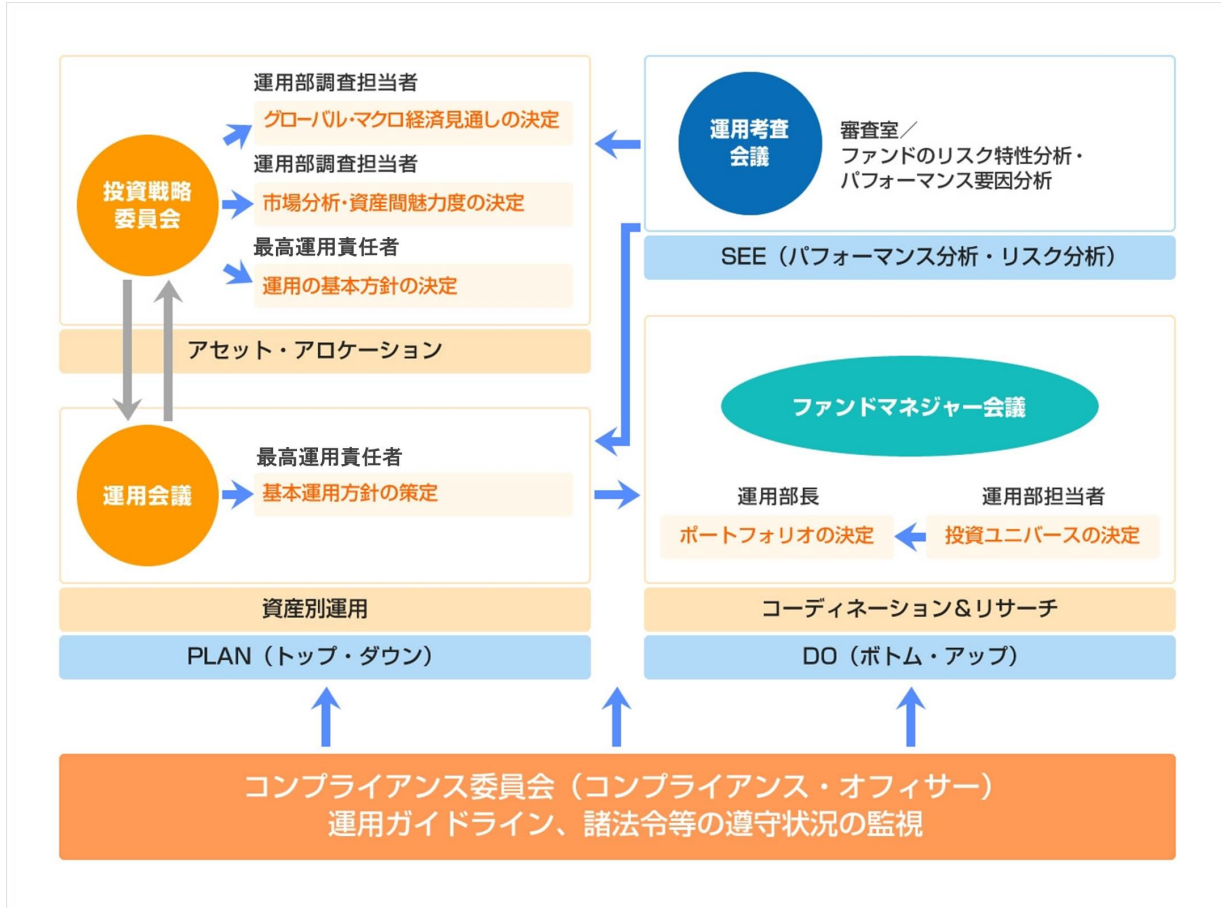 投資戦略
委員会
運用部調査担当者
グローバル・マクロ経済見通しの決定
運用部調査担当者
市場分析・資産間魅力度の決定
最高運用責任者
運用の基本方針の決定
アセット・アロケーション
運用会議
最高運用責任者
基本運用方針の策定
資産別運用
PLAN（トップ・ダウン）
運用考査
会議
審査室／
ファンドのリスク特性分析・
パフォーマンス要因分析
SEE（パフォーマンス分析・リスク分析）
ファンドマネジャー会議
運用部長
ポートフォリオの決定
運用部担当者
投資ユニバースの決定
コーディネーション＆リサーチ
DO（ボトム・アップ）
コンプライアンス委員会（コンプライアンス・オフィサー）
運用ガイドライン、諸法令等の遵守状況の監視